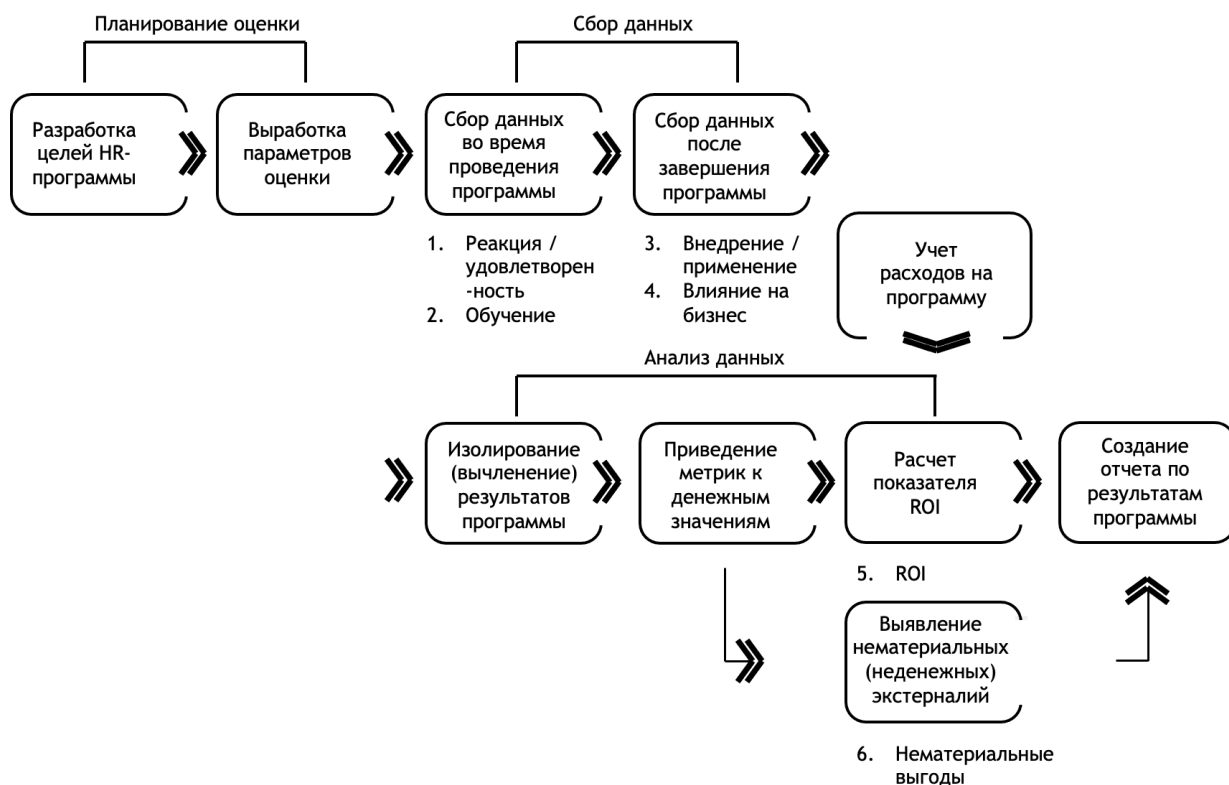 Планирование оценки
Сбор данных
Разработка
целей HR-
программы
Выработка
параметров
оценки
Сбор данных
во время
проведения
программы
Сбор данных
после
завершения
программы
1. Реакция /
удовлетворен
-ность
2. Обучение
3. Внедрение /
применение
4. Влияние на
бизнес
Учет
расходов на
программу
Анализ данных
Изолирование
(вычленение)
результатов
программы
Приведение
метрик к
денежным
значениям
Расчет
показателя
ROI
Создание
отчета по
результатам
программы
5. ROI
Выявление
нематериальных
(неденежных)
экстерналий
6. Нематериальные
выгоды